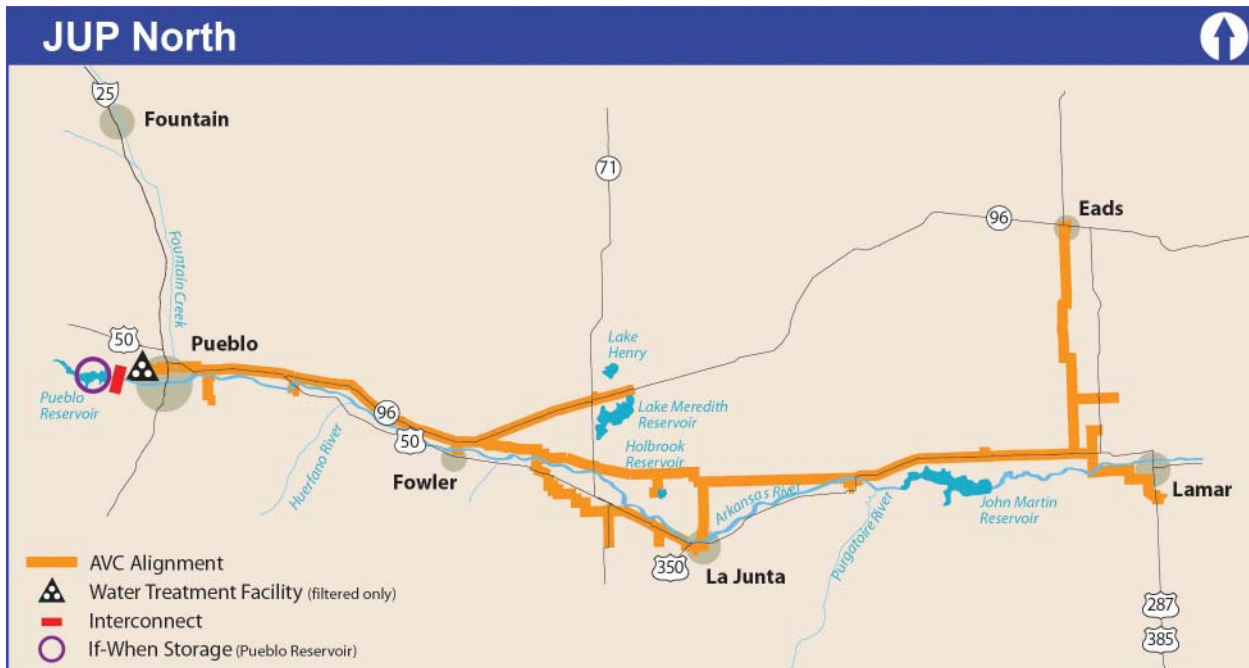 JUP North
25
Fountain
Fountain Creek
71
96
Eads
50
Pueblo
Pueblo
Reservoir
Huerfano River
96
50
Fowler
Lake
Henry
Lake Meredith
Reservoir
Holbrook
Reservoir
Arkansas River
Purgatoire River
John Martin
Reservoir
Lamar
350
La Junta
287
385
AVC Alignment
Water Treatment Facility (filtered only)
Interconnect
If-When Storage (Pueblo Reservoir)